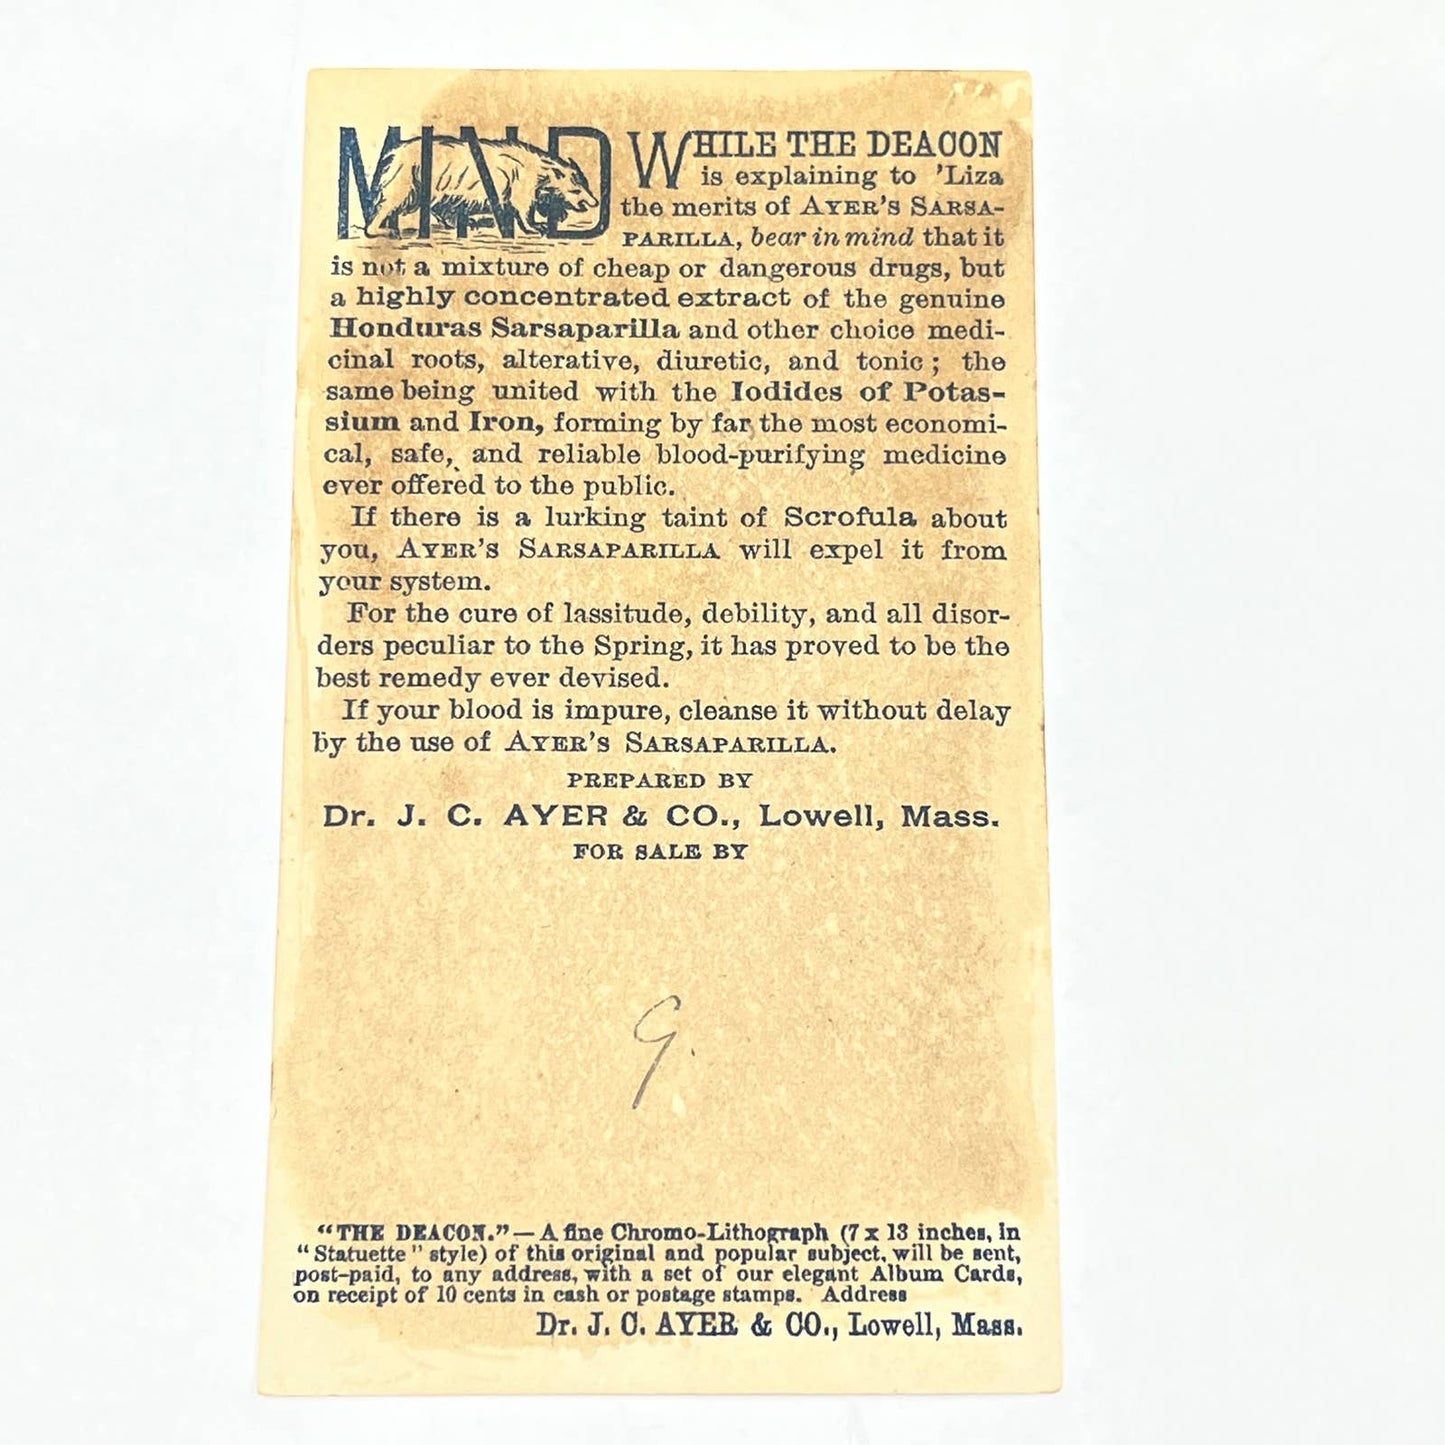 MIND
WHILE THE DEACON
is explaining to 'Liza
the merits of AYER'S SARSA-
PARILLA, bear in mind that it
is not a mixture of cheap or dangerous drugs, but
a highly concentrated extract of the genuine
Honduras Sarsaparilla and other choice medi-
cinal roots, alterative, diuretic, and tonic; the
same being united with the Iodides of Potas-
sium and Iron, forming by far the most economi-
cal, safe, and reliable blood-purifying medicine
ever offered to the public.
If there is a lurking taint of Scrofula about
you, AYER'S SARSAPARILLA will expel it from
your system.
For the cure of lassitude, debility, and all disor-
ders peculiar to the Spring, it has proved to be the
best remedy ever devised.
If your blood is impure, cleanse it without delay
by the use of AYER'S SARSAPARILLA.
PREPARED BY
Dr. J. C. AYER & CO., Lowell, Mass.
FOR SALE BY
9.
"THE DEACON."—A fine Chromo-Lithograph (7 x 13 inches, in
"Statuette" style) of this original and popular subject, will be sent,
post-paid, to any address, with a set of our elegant Album Cards,
on receipt of 10 cents in cash or postage stamps. Address
Dr. J. C. AYER & CO., Lowell, Mass.